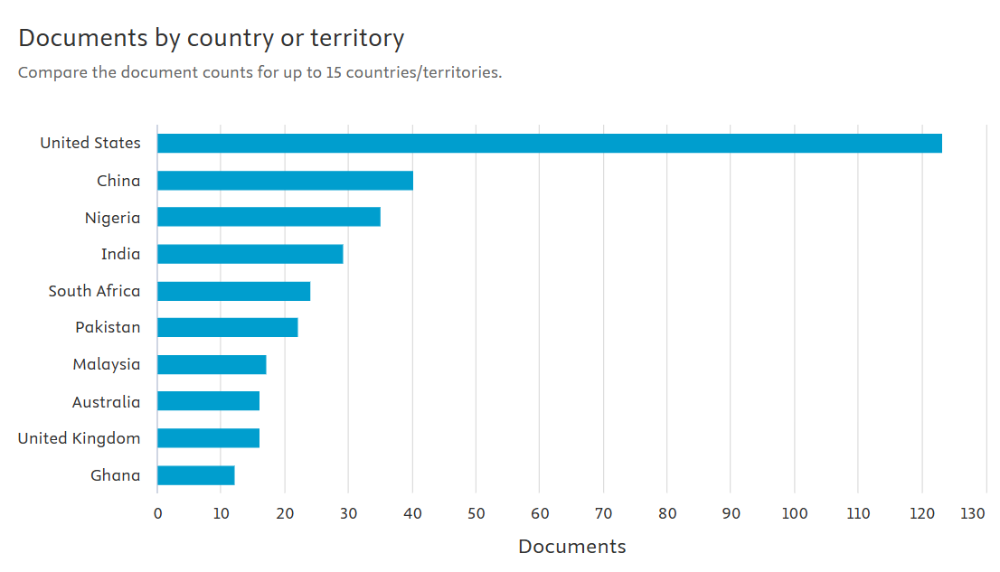 Documents by country or territory
Compare the document counts for up to 15 countries/territories.
United States
China
Nigeria
India
South Africa
Pakistan
Malaysia
Australia
United Kingdom
Ghana
0 10 20 30 40 50 60 70 80 90 100 110 120 130
Documents